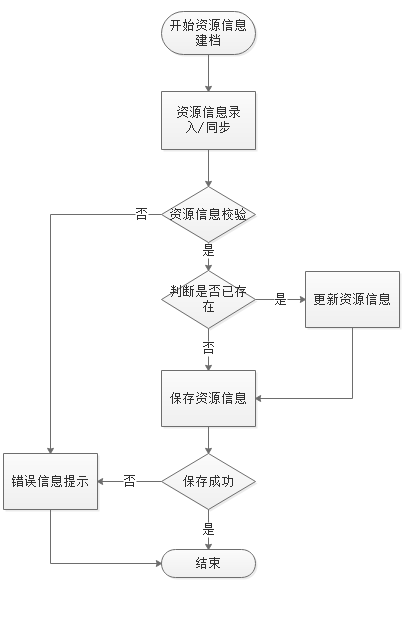 开始资源信息
建档
资源信息录
入/同步
否
资源信息校验
是
判断是否已存
在
是
更新资源信息
否
保存资源信息
错误信息提示
否
保存成功
是
结束